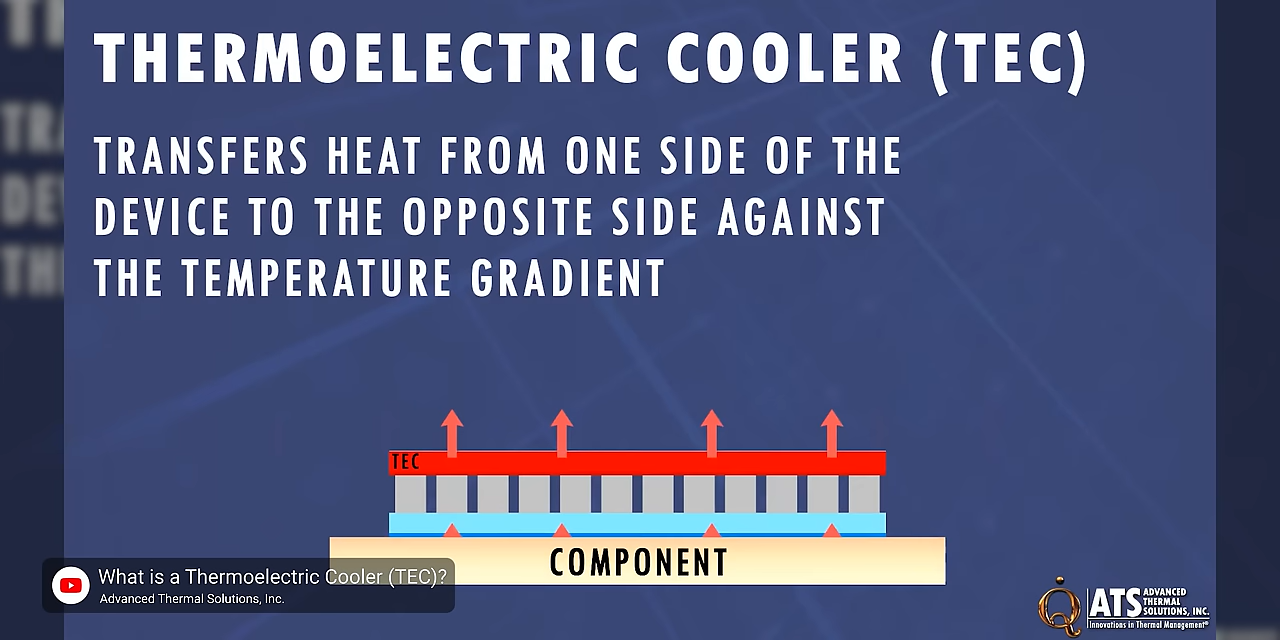 THERMOELECTRIC COOLER (TEC)
TRANSFERS HEAT FROM ONE SIDE OF THE
DEVICE TO THE OPPOSITE SIDE AGAINST
THE TEMPERATURE GRADIENT
TEC
COMPONENT
What is a Thermoelectric Cooler (TEC)?
Advanced Thermal Solutions, Inc.
ATS
ADVANCED
THERMAL
SOLUTIONS, INC.
Innovations in Thermal Management®